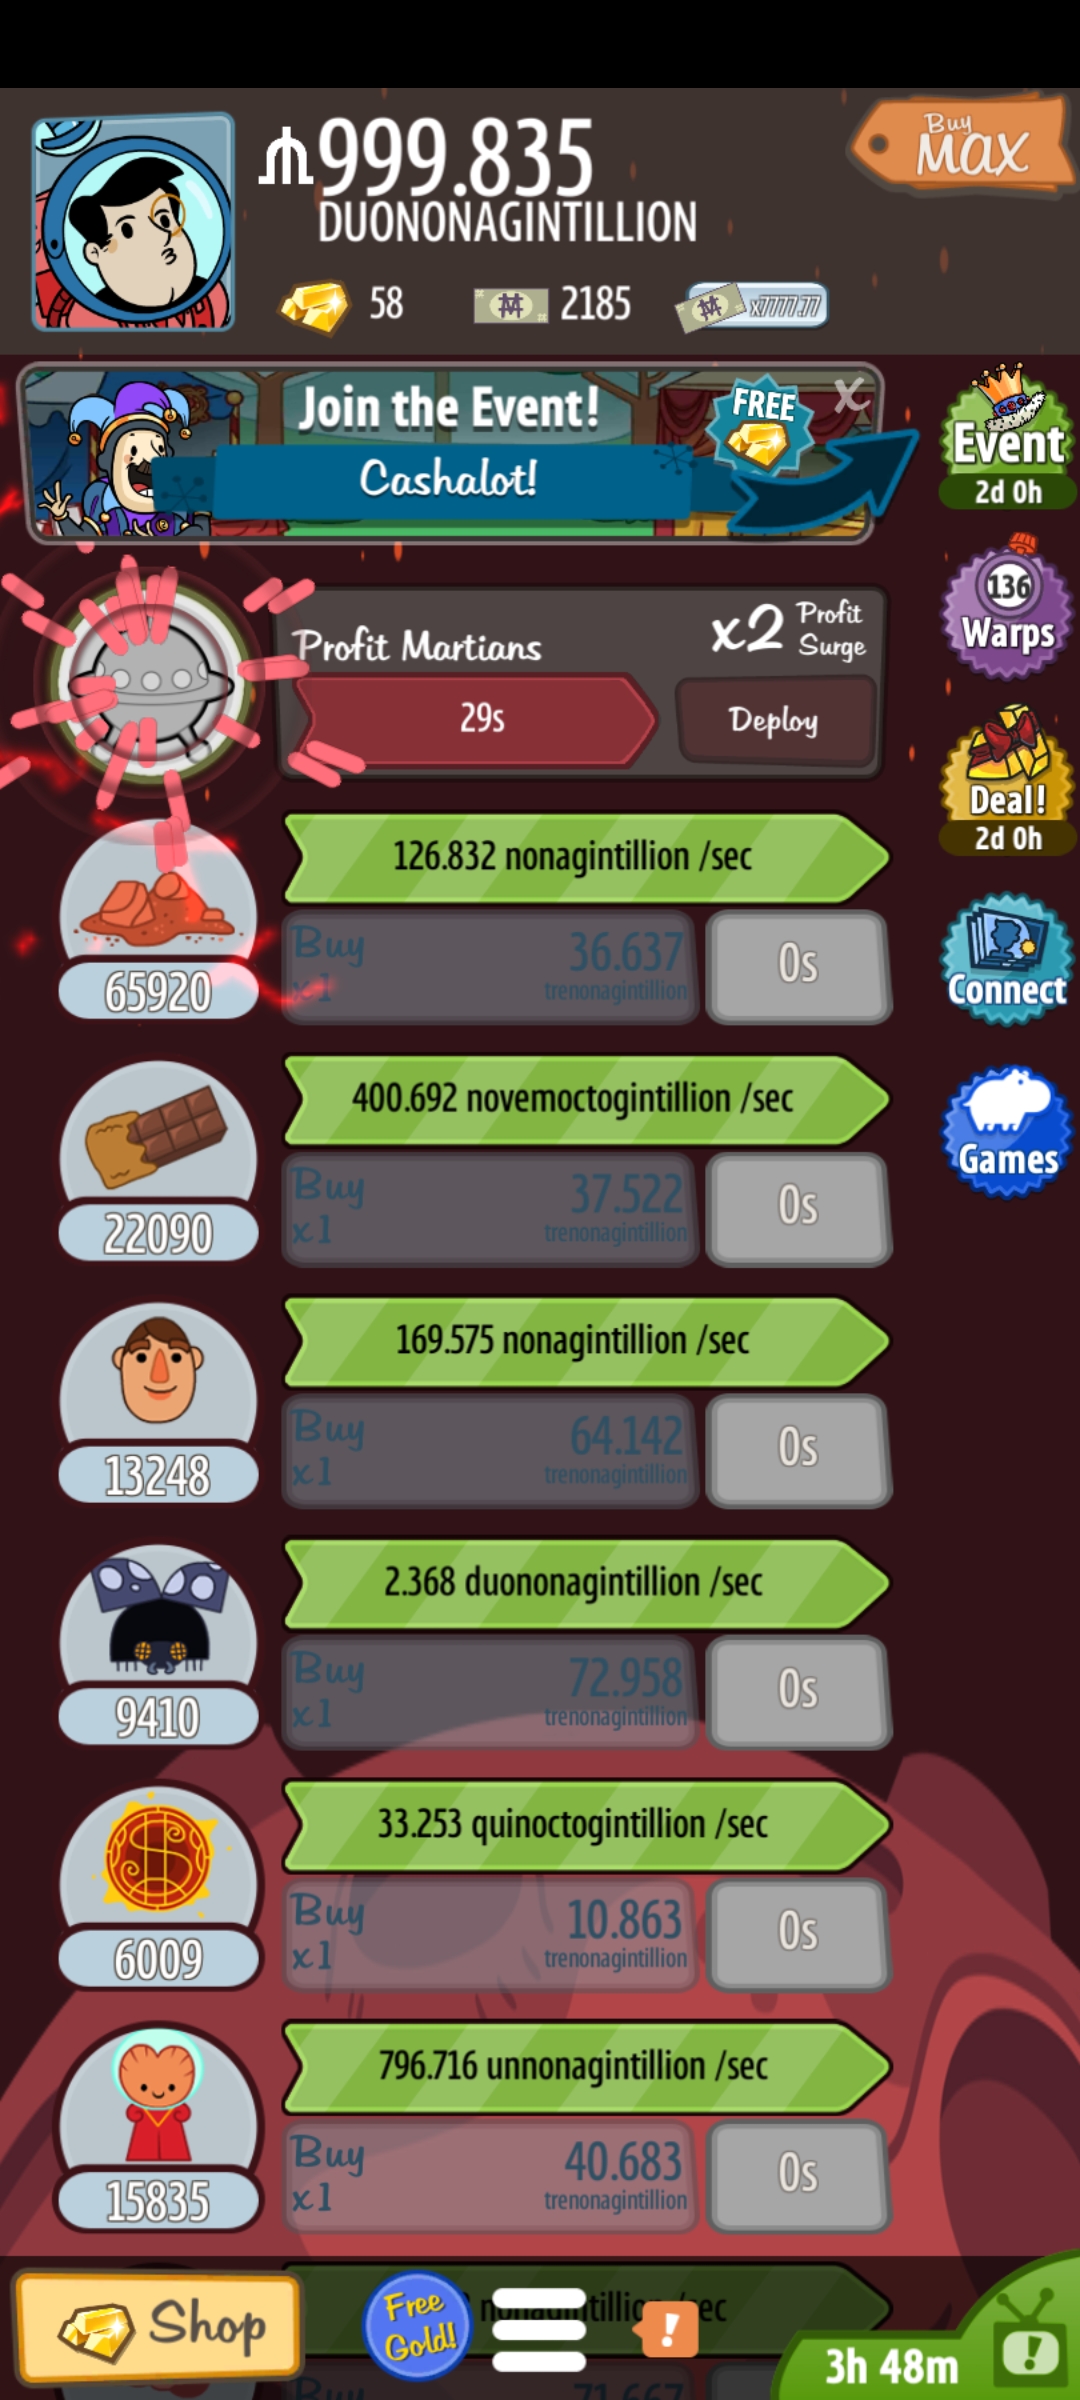 999.835
DUONONAGINTILLION
Buy
MAX
58
2185
x7777.77
Join the Event!
Cashalot!
FREE
X
Event
2d 0h
136
Warps
Profit Martians
x2 Profit Surge
29s
Deploy
Deal!
2d 0h
126.832 nonagintillion /sec
65920
Buy
x1
36.637
trenonagintillion
0s
Connect
400.692 novemoctogintillion /sec
22090
Buy
x1
37.522
trenonagintillion
0s
Games
169.575 nonagintillion /sec
13248
Buy
x1
64.142
trenonagintillion
0s
2.368 duononagintillion /sec
9410
Buy
x1
72.958
trenonagintillion
0s
33.253 quinoctogintillion /sec
6009
Buy
x1
10.863
trenonagintillion
0s
796.716 unnonagintillion /sec
15835
Buy
x1
40.683
trenonagintillion
0s
Shop
Free
Gold!
!
3h 48m
!
Buy
71.667